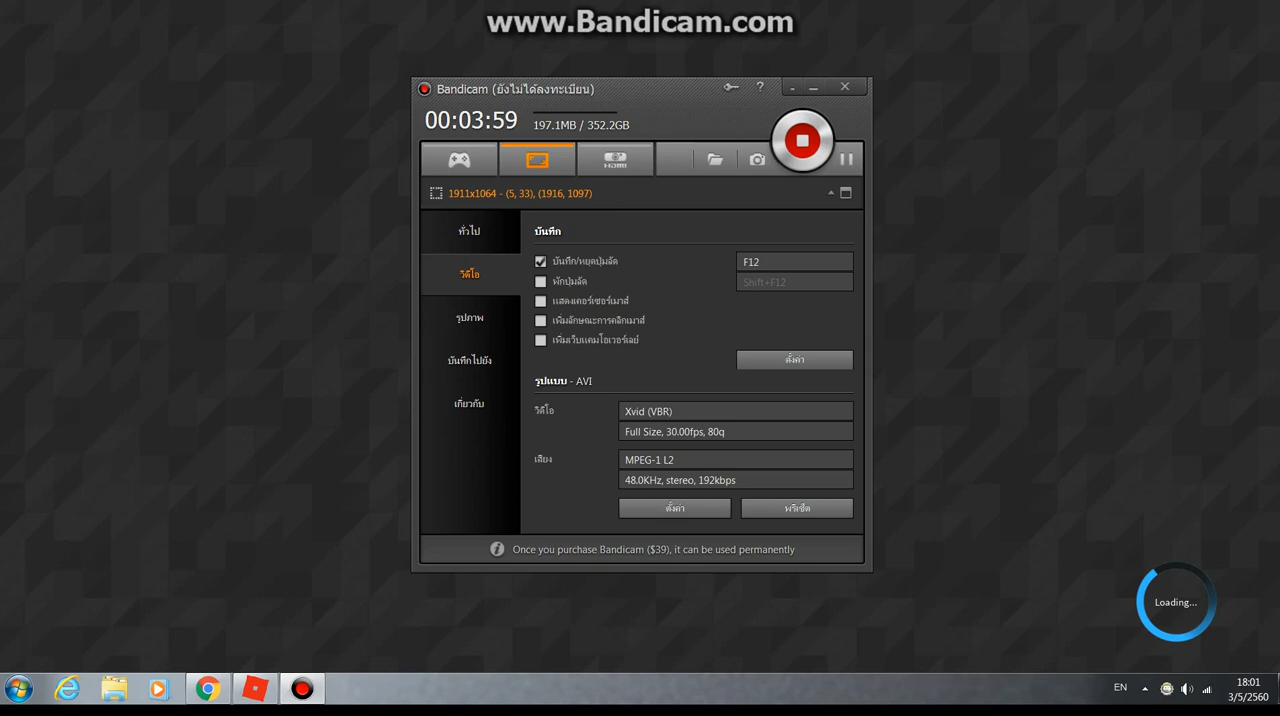 www.Bandicam.com
Bandicam (ยังไม่ได้ลงทะเบียน)
?
00:03:59
197.1MB / 352.2GB
HDMI
1911x1064 - (5, 33), (1916, 1097)
ทั่วไป
วิดีโอ
รูปภาพ
บันทึกไปยัง
เกี่ยวกับ
บันทึก
บันทึก/หยุดปุ่มลัด
F12
พักปุ่มลัด
Shift+F12
แสดงเคอร์เซอร์เมาส์
เพิ่มลักษณะการคลิกเมาส์
เพิ่มเว็บแคมโอเวอร์เลย์
ตั้งค่า
รูปแบบ - AVI
วิดีโอ
Xvid (VBR)
Full Size, 30.00fps, 80q
เสียง
MPEG-1 L2
48.0KHz, stereo, 192kbps
ตั้งค่า
พรีเซ็ต
Once you purchase Bandicam ($39), it can be used permanently
Loading...
EN
18:01
3/5/2560